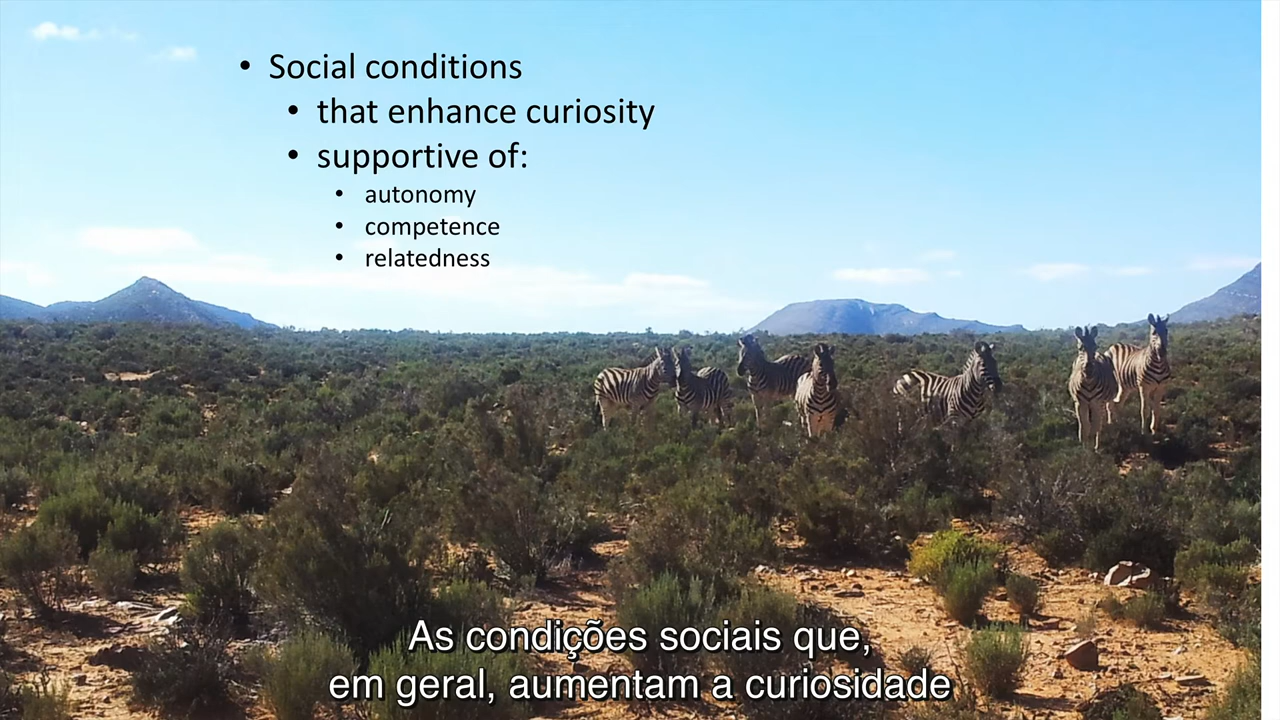 • Social conditions
• that enhance curiosity
• supportive of:
• autonomy
• competence
• relatedness
As condições sociais que,
em geral, aumentam a curiosidade